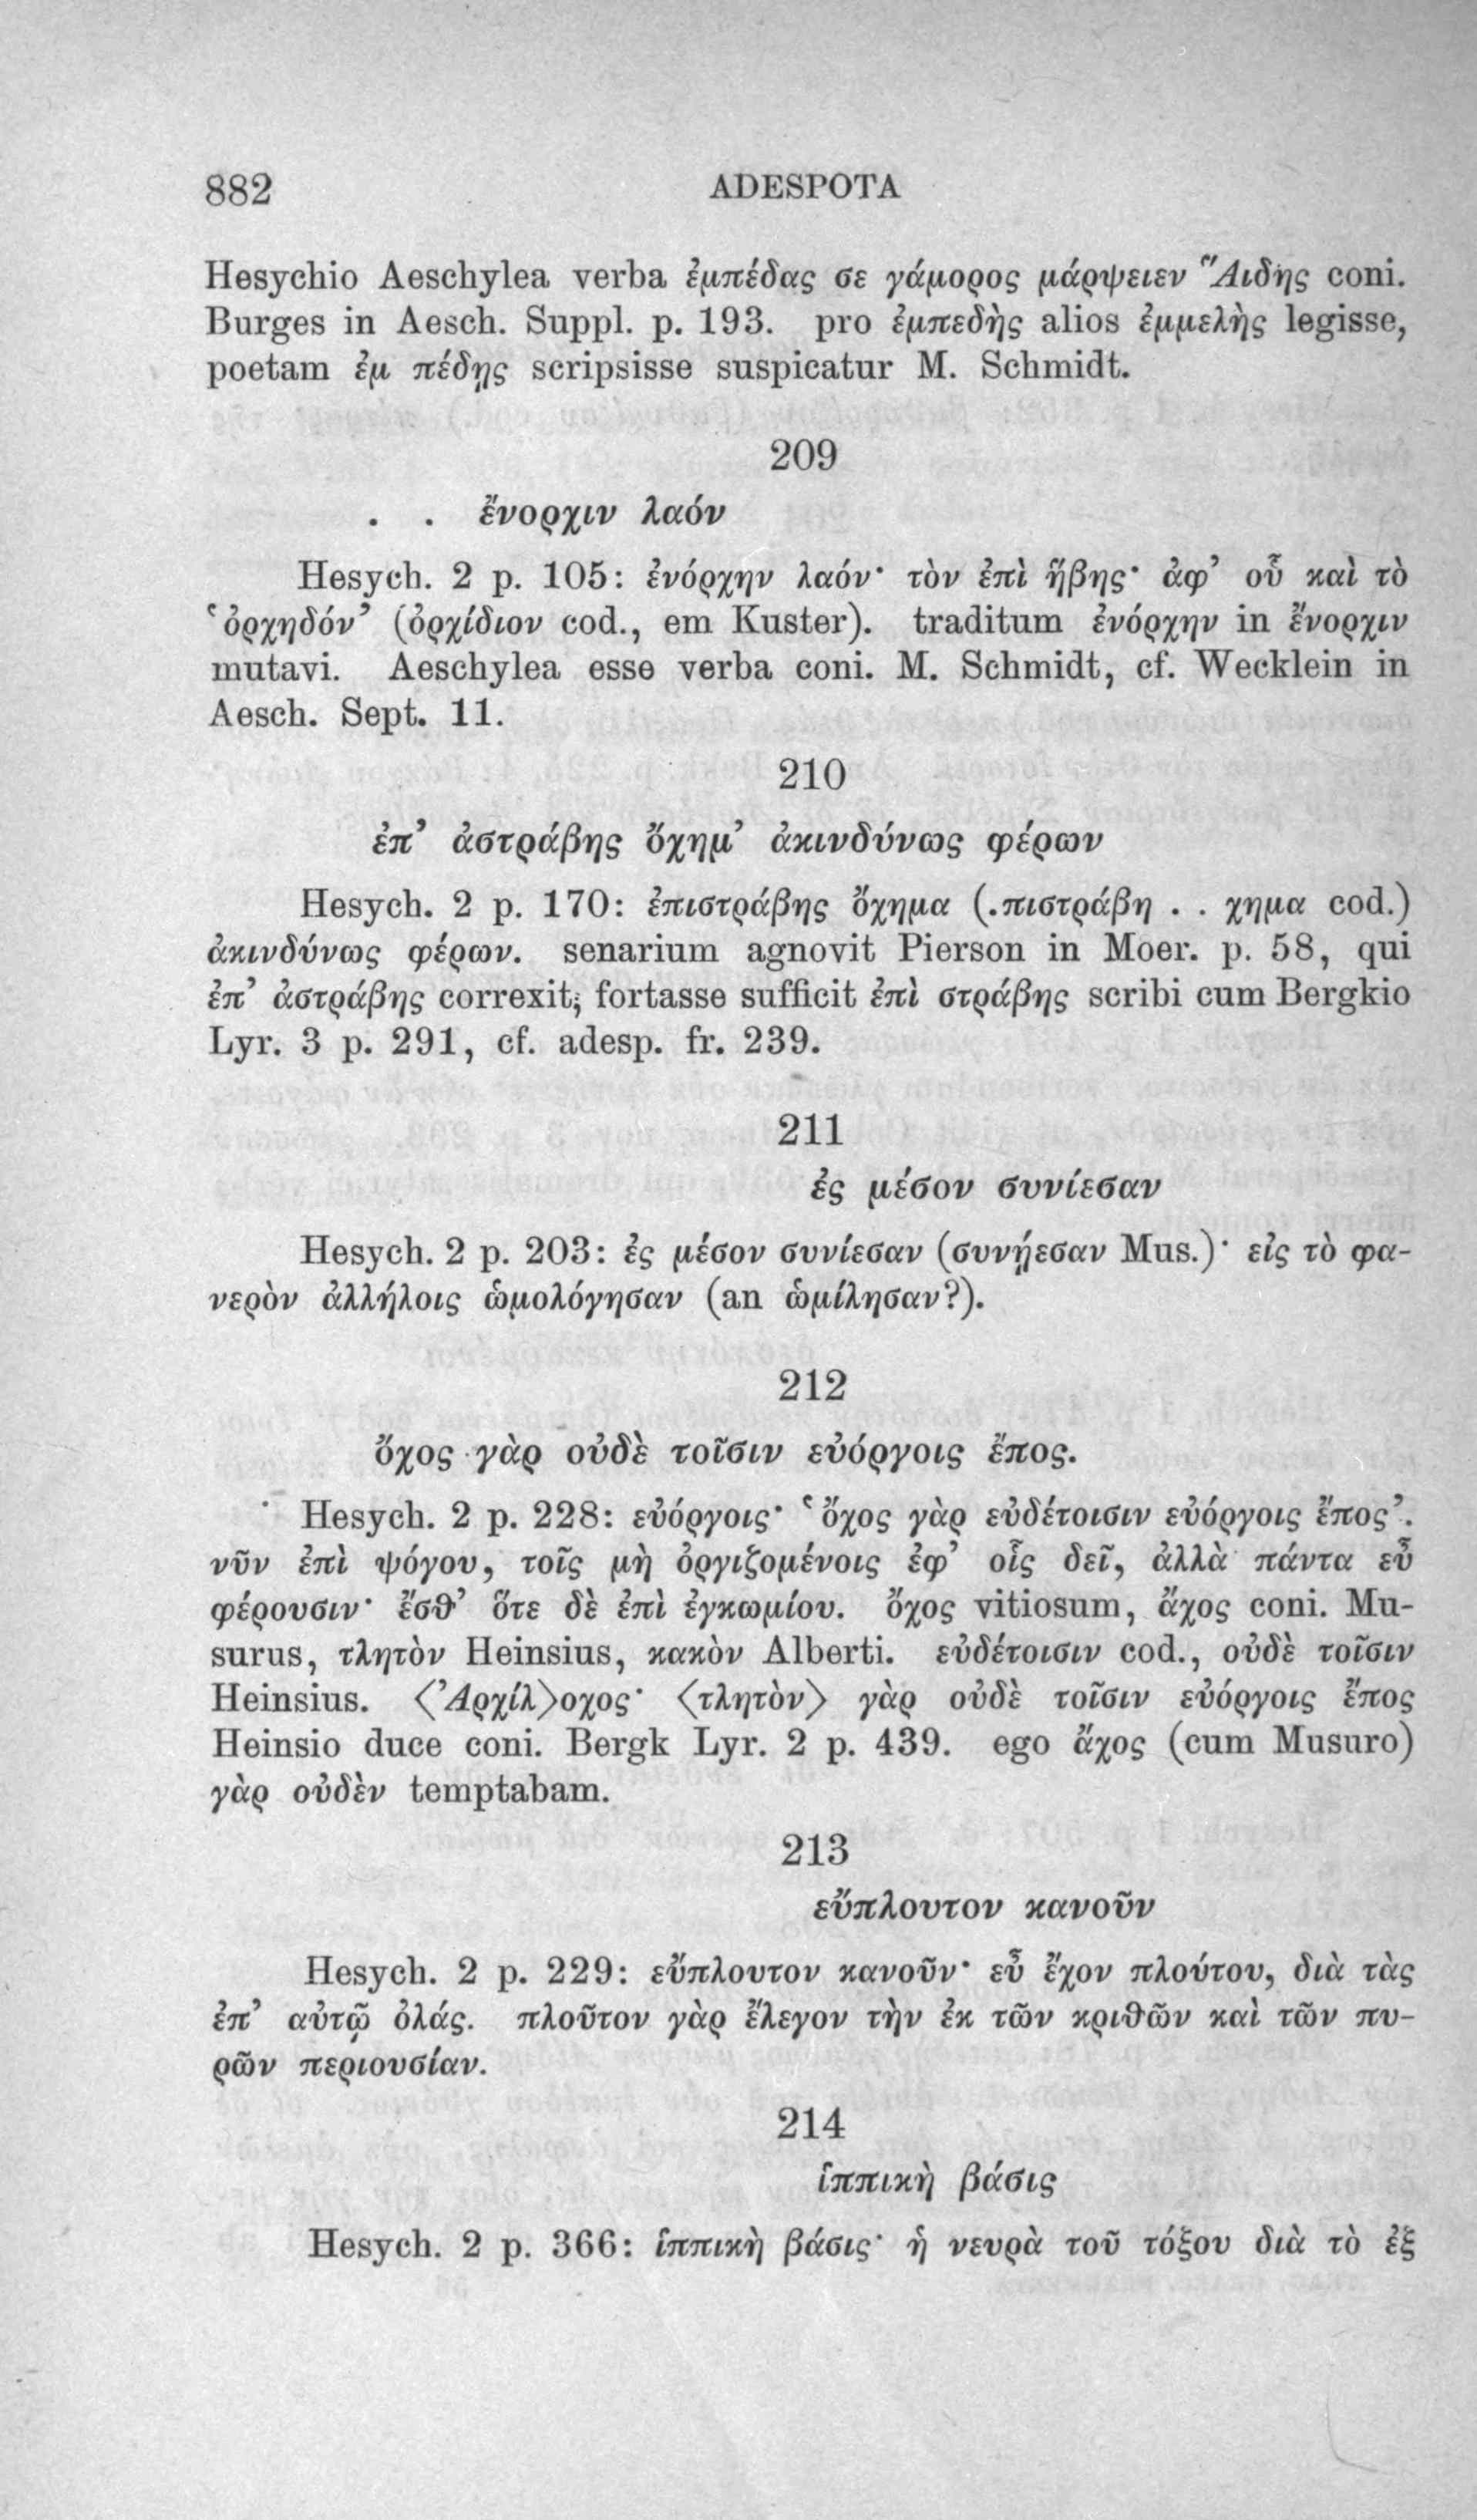 882 ADESPOTA
Hesychio Aeschylea verba ἐμπέδας σε γάμορος μάρψειεν Ἅιδης coni.
Burges in Aesch. Suppl. p. 193. pro ἐμπεδὴς alios ἐμμελὴς legisse,
poetam ἐμ πέδῃς scripsisse suspicatur M. Schmidt.
209
. . ἔνορχιν λαόν
Hesych. 2 p. 105: ἐνόρχην λαόν· τὸν ἐπὶ ἥβης· ἀφ’ οὗ καὶ τὸ
‘ὀρχηδόν’ (ὀρχίδιον cod., em Kuster). traditum ἐνόρχην in ἔνορχιν
mutavi. Aeschylea esse verba coni. M. Schmidt, cf. Wecklein in
Aesch. Sept. 11.
210
ἐπ’ ἀστράβης ὄχημ’ ἀκινδύνως φέρων
Hesych. 2 p. 170: ἐπιστράβης ὄχημα (.πιστράβη . . χημα cod.)
ἀκινδύνως φέρων. senarium agnovit Pierson in Moer. p. 58, qui
ἐπ’ ἀστράβης correxit; fortasse sufficit ἐπὶ στράβης scribi cum Bergkio
Lyr. 3 p. 291, cf. adesp. fr. 239.
211
ἐς μέσον συνίεσαν
Hesych. 2 p. 203: ἐς μέσον συνίεσαν (συνῄεσαν Mus.)· εἰς τὸ φα-
νερὸν ἀλλήλοις ὡμολόγησαν (an ὡμίλησαν?).
212
ὄχος γὰρ οὐδὲ τοῖσιν εὐόργοις ἔπος.
Hesych. 2 p. 228: εὐόργοις· ‘ὄχος γὰρ εὐδέτοισιν εὐόργοις ἔπος’.
νῦν ἐπὶ ψόγου, τοῖς μὴ ὀργιζομένοις ἐφ’ οἷς δεῖ, ἀλλὰ πάντα εὖ
φέρουσιν· ἔσθ’ ὅτε δὲ ἐπὶ ἐγκωμίου. ὄχος vitiosum, ἄχος coni. Mu-
surus, τλητὸν Heinsius, κακὸν Alberti. εὐδέτοισιν cod., οὐδὲ τοῖσιν
Heinsius. 〈Ἀρχίλ〉οχος· 〈τλητὸν〉 γὰρ οὐδὲ τοῖσιν εὐόργοις ἔπος
Heinsio duce coni. Bergk Lyr. 2 p. 439. ego ἄχος (cum Musuro)
γὰρ οὐδὲν temptabam.
213
εὔπλουτον κανοῦν
Hesych. 2 p. 229: εὔπλουτον κανοῦν· εὖ ἔχον πλούτου, διὰ τὰς
ἐπ’ αὐτῷ ὀλάς. πλοῦτον γὰρ ἔλεγον τὴν ἐκ τῶν κριθῶν καὶ τῶν πυ-
ρῶν περιουσίαν.
214
ἱππικὴ βάσις
Hesych. 2 p. 366: ἱππικὴ βάσις· ἡ νευρὰ τοῦ τόξου διὰ τὸ ἐξ